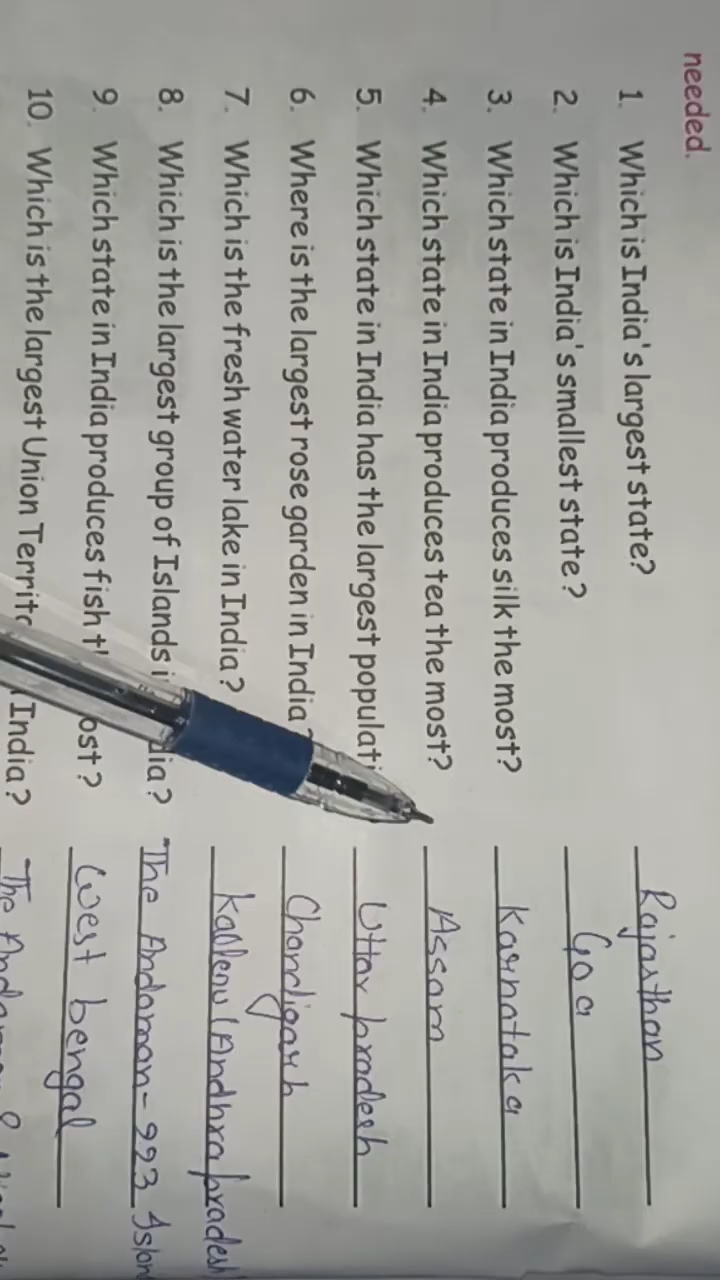 needed.
1. Which is India's largest state? Rajasthan
2. Which is India's smallest state? Goa
3. Which state in India produces silk the most? Karnataka
4. Which state in India produces tea the most? Assam
5. Which state in India has the largest populati Uttar pradesh
6. Where is the largest rose garden in India? Chandigarh
7. Which is the fresh water lake in India? (Andhra pradesh
8. Which is the largest group of Islands i dia? The Andaman - 223 Islan
9. Which state in India produces fish t ost? West bengal
10. Which is the largest Union Territo India? The